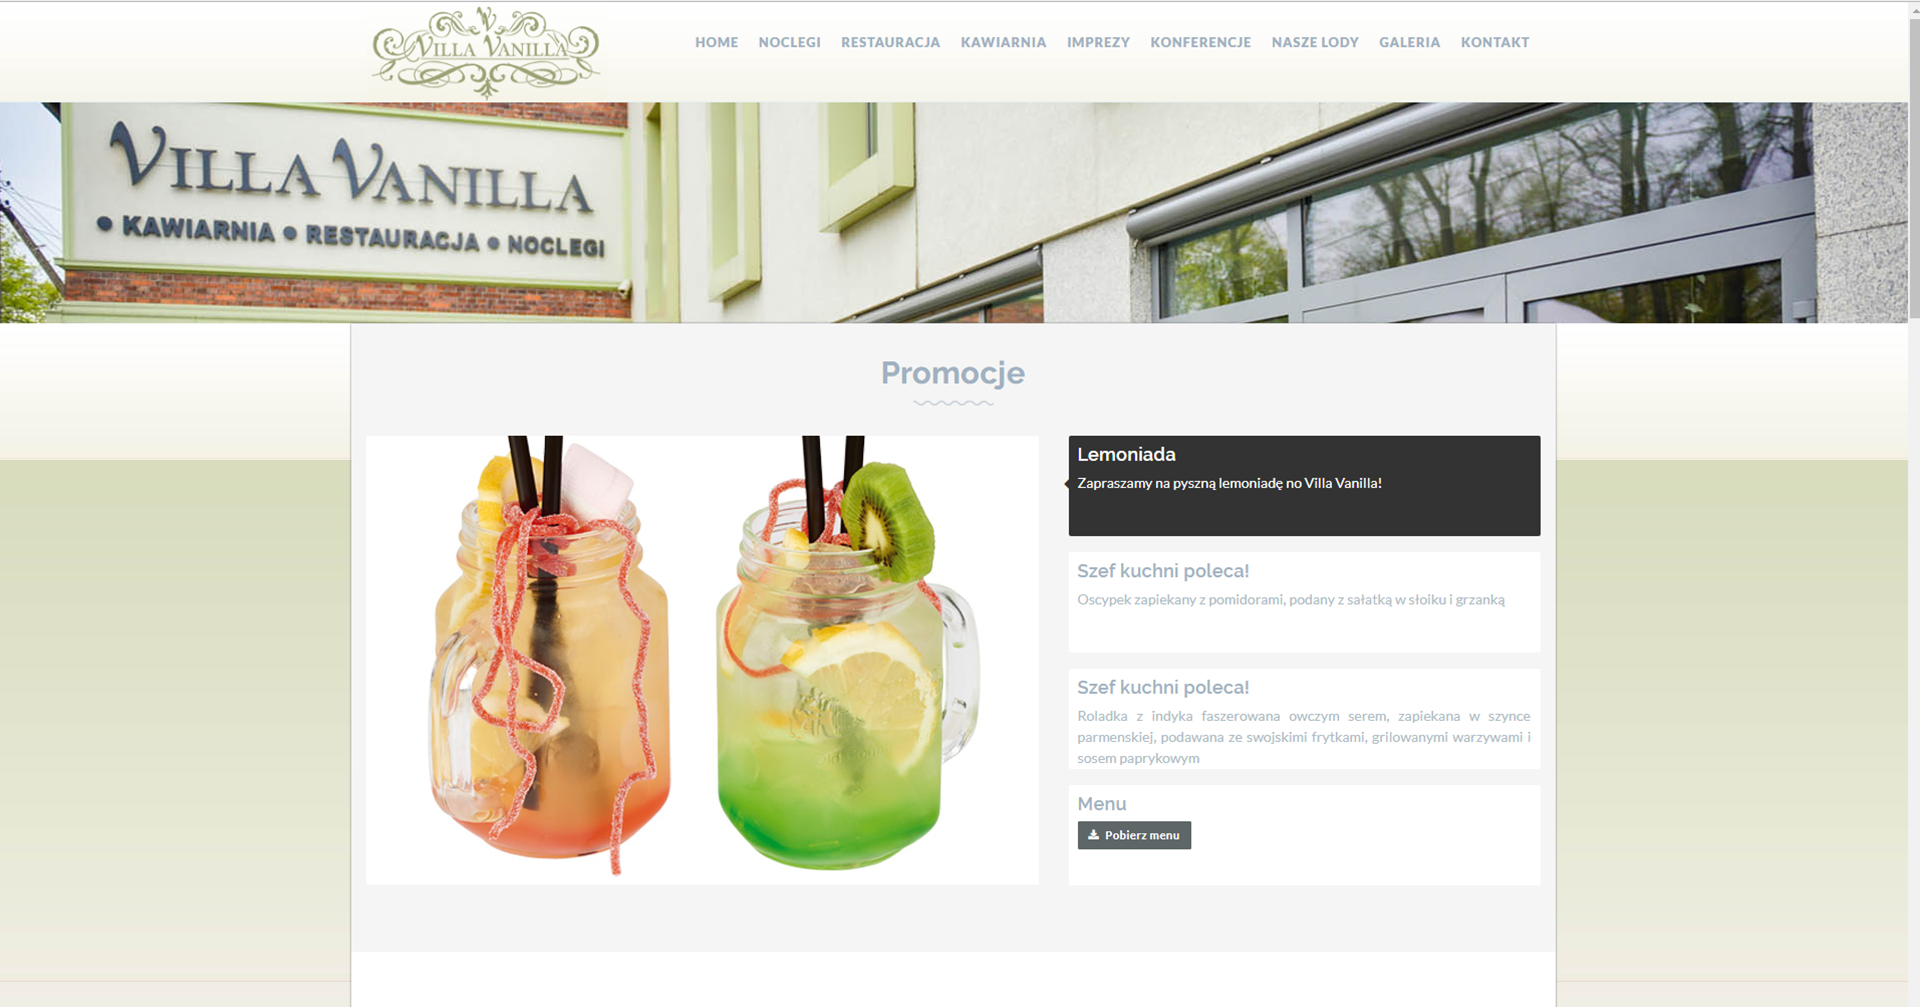 VILLA VANILLA
HOME NOCLEGI RESTAURACJA KAWIARNIA IMPREZY KONFERENCJE NASZE LODY GALERIA KONTAKT
VILLA VANILLA
• KAWIARNIA • RESTAURACJA • NOCLEGI
Promocje
Lemoniada
Zapraszamy na pyszną lemoniadę no Villa Vanilla!
Szef kuchni poleca!
Oscypek zapiekany z pomidorami, podany z sałatką w słoiku i grzanką
Szef kuchni poleca!
Roladka z indyka faszerowana owczym serem, zapiekana w szynce
parmenskiej, podawana ze swojskimi frytkami, grilowanymi warzywami i
sosem paprykowym
Menu
Pobierz menu